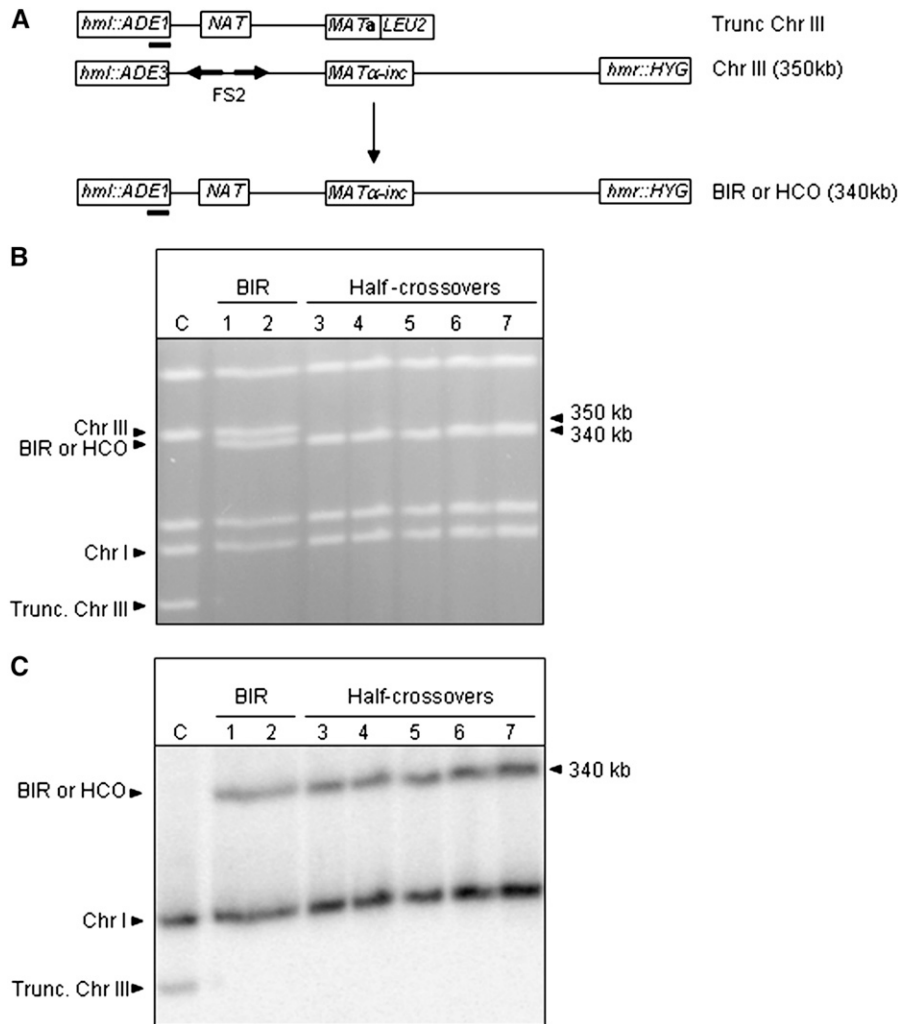 A
hml::ADE1 NAT MATa LEU2 Trunc Chr III
hml::ADE3 MATα-inc hmr::HYG Chr III (350kb)
FS2
hml::ADE1 NAT MATα-inc hmr::HYG BIR or HCO (340kb)
B
BIR Half-crossovers
C 1 2 3 4 5 6 7
350 kb
Chr III
340 kb
BIR or HCO
Chr I
Trunc. Chr III
C
BIR Half-crossovers
C 1 2 3 4 5 6 7
340 kb
BIR or HCO
Chr I
Trunc. Chr III